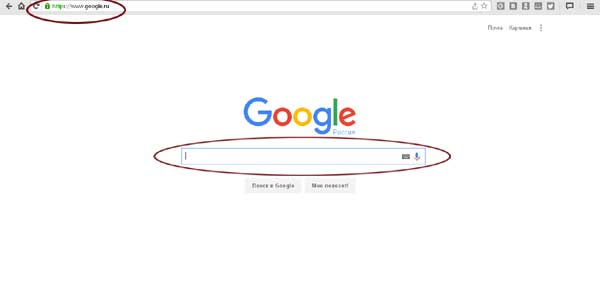 https://www.google.ru
Почта Картинки
Google
Россия
Поиск в Google Мне повезёт!